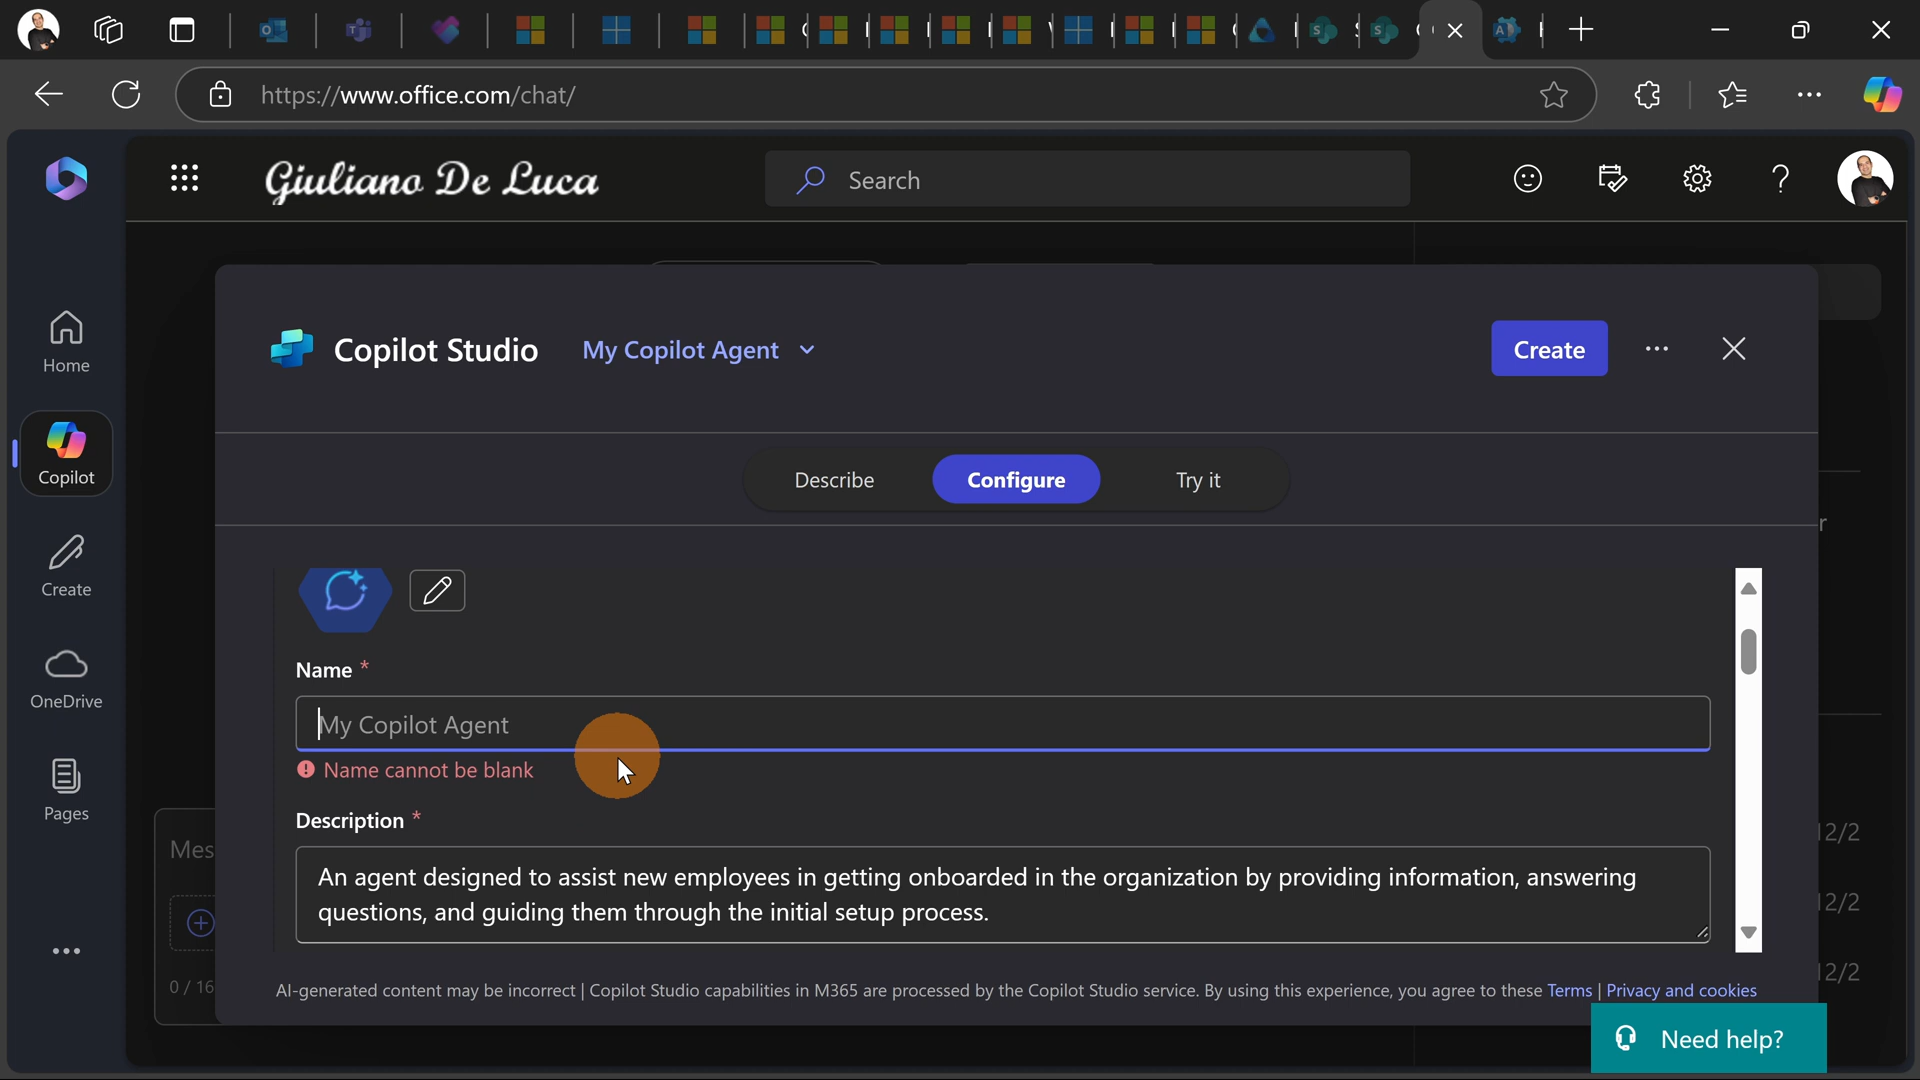 https://www.office.com/chat/
Giuliano De Luca
Search
Home
Copilot
Create
OneDrive
Pages
Copilot Studio
My Copilot Agent
Create
Describe
Configure
Try it
Name *
My Copilot Agent
Name cannot be blank
Description *
An agent designed to assist new employees in getting onboarded in the organization by providing information, answering
questions, and guiding them through the initial setup process.
Mes
0 / 16
12/2
12/2
12/2
AI-generated content may be incorrect | Copilot Studio capabilities in M365 are processed by the Copilot Studio service. By using this experience, you agree to these Terms | Privacy and cookies
Need help?